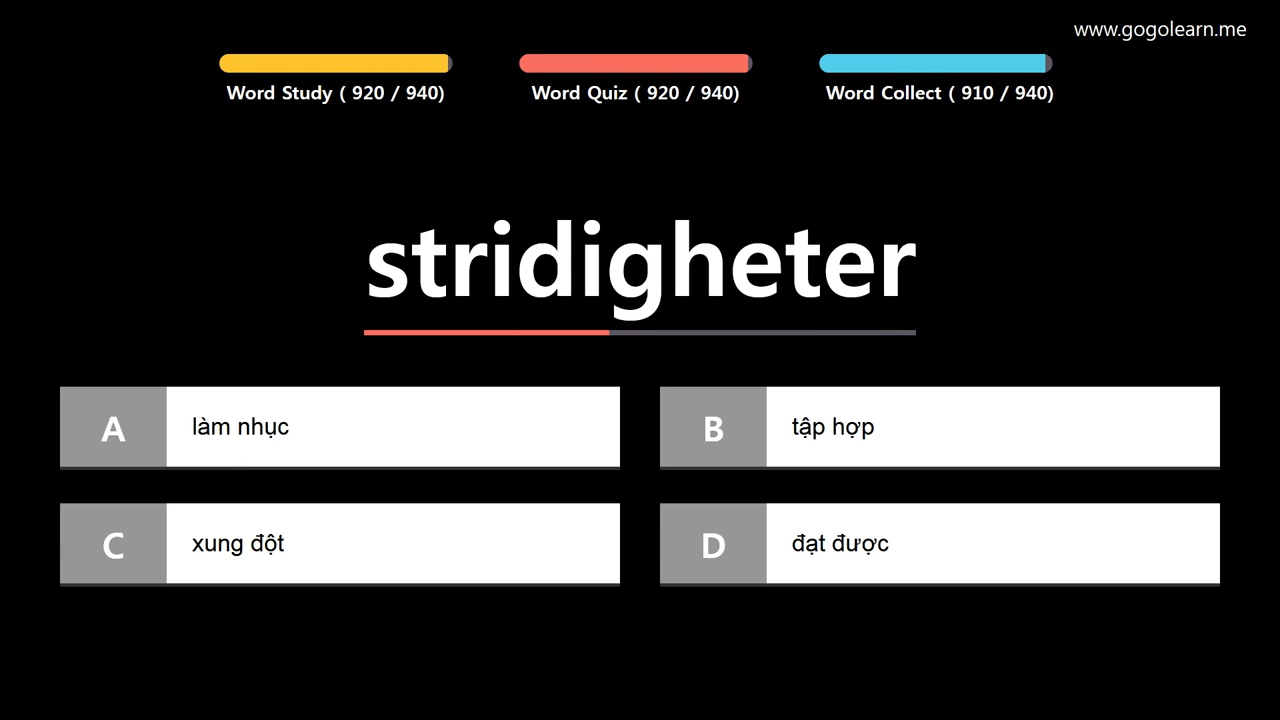 www.gogolearn.me
Word Study ( 920 / 940) Word Quiz ( 920 / 940) Word Collect ( 910 / 940)
stridigheter
A làm nhục B tập hợp
C xung đột D đạt được